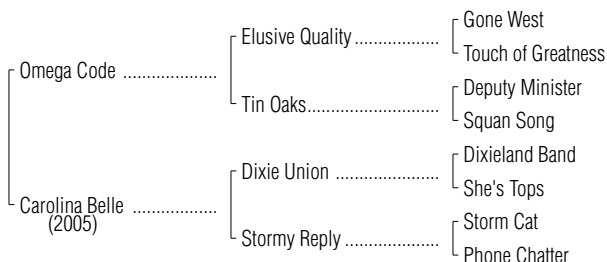 Gone West
Elusive Quality ..................
Touch of Greatness
Omega Code ...................
Deputy Minister
Tin Oaks............................
Squan Song
Dixieland Band
Dixie Union ......................
She's Tops
Carolina Belle .................
(2005)
Storm Cat
Stormy Reply ....................
Phone Chatter